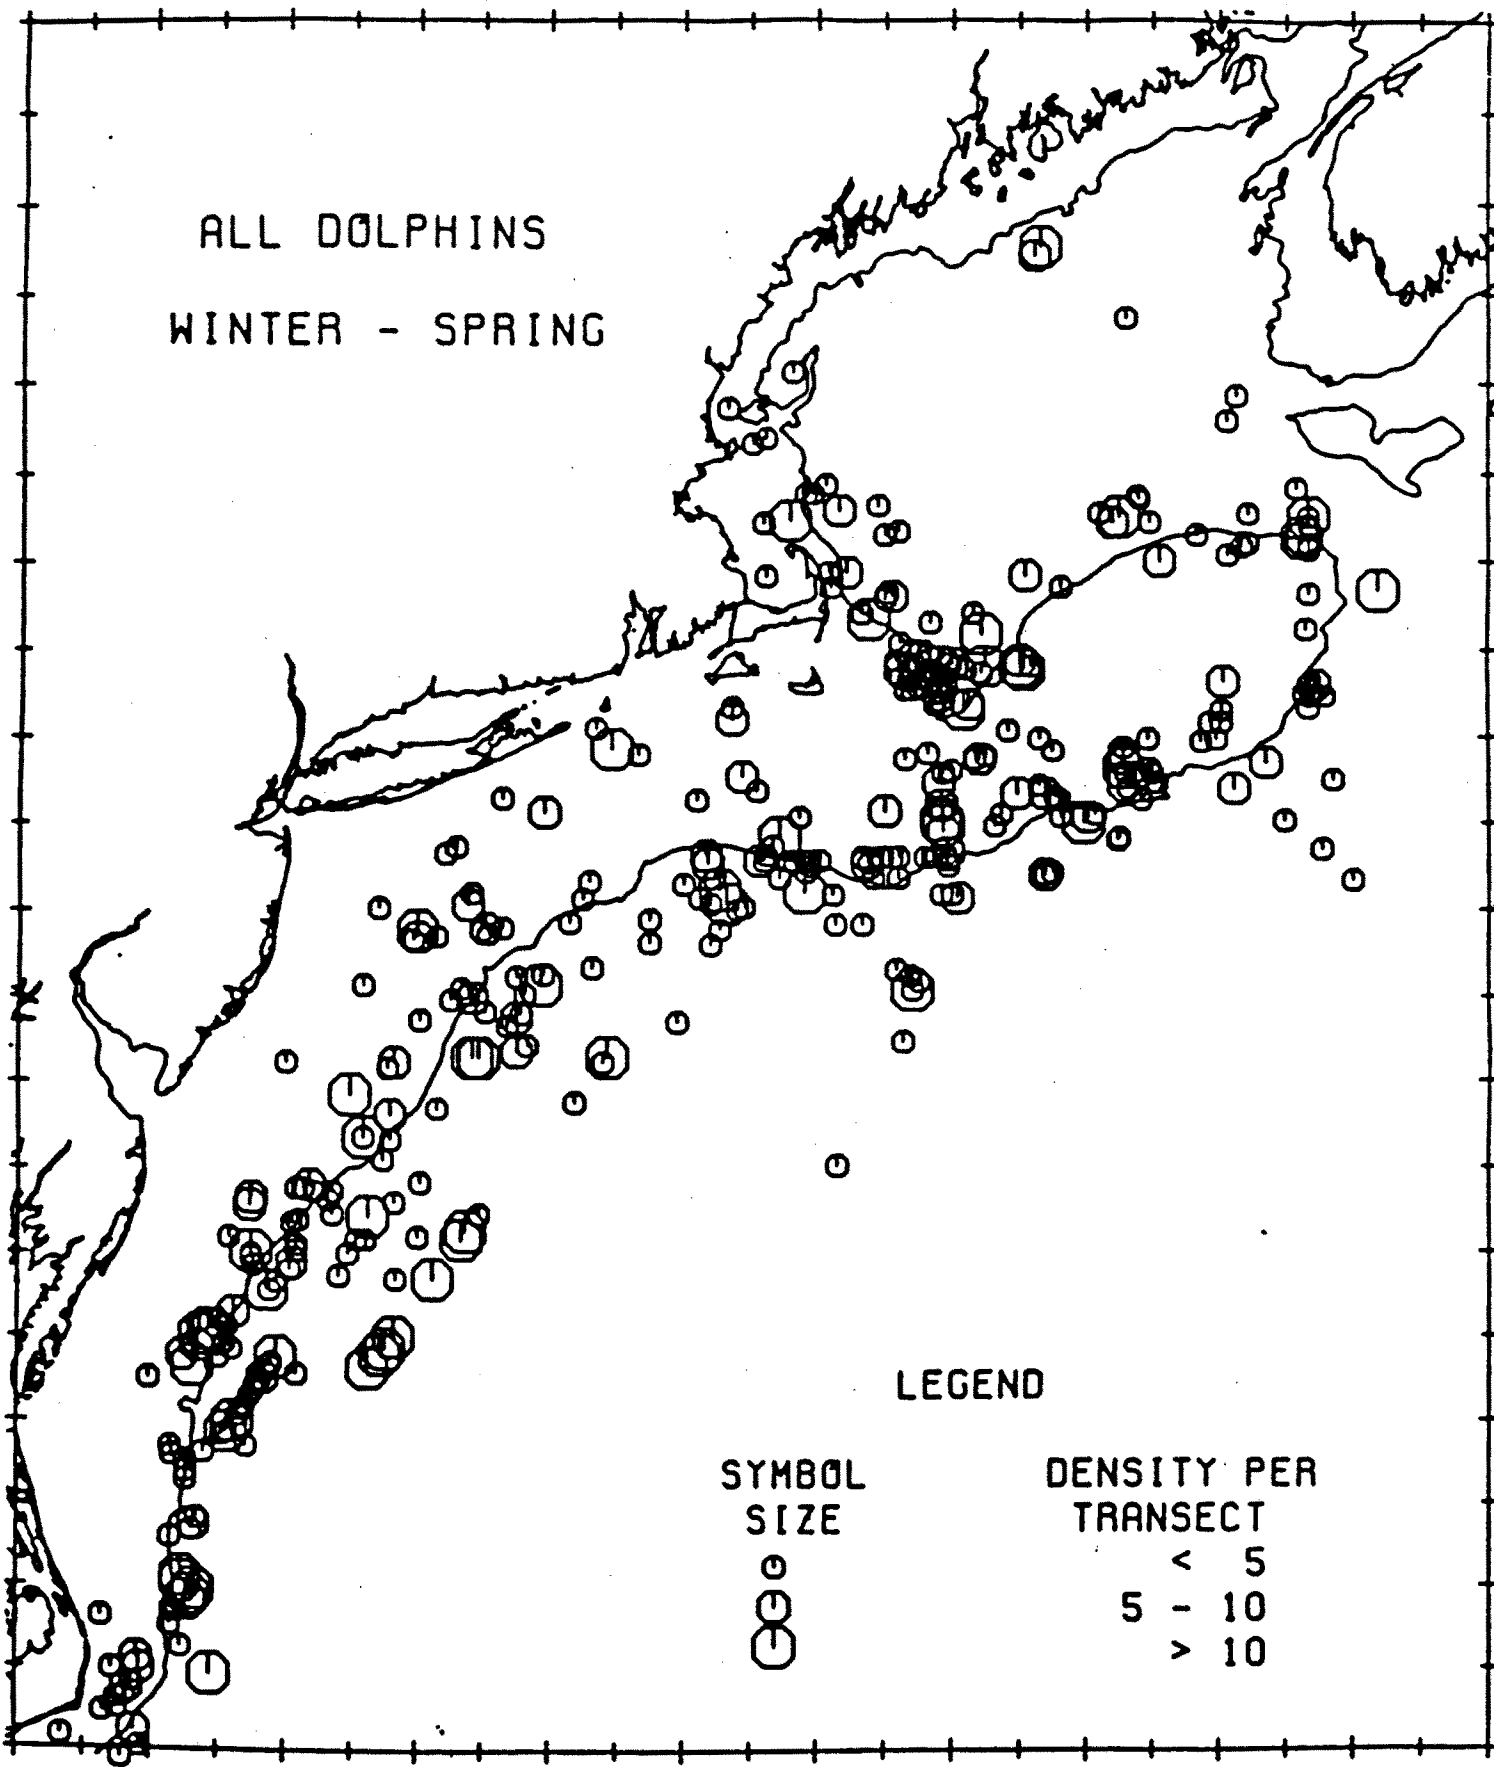 ALL DOLPHINS
WINTER - SPRING
LEGEND
SYMBOL SIZE
DENSITY PER TRANSECT
< 5
5 - 10
> 10